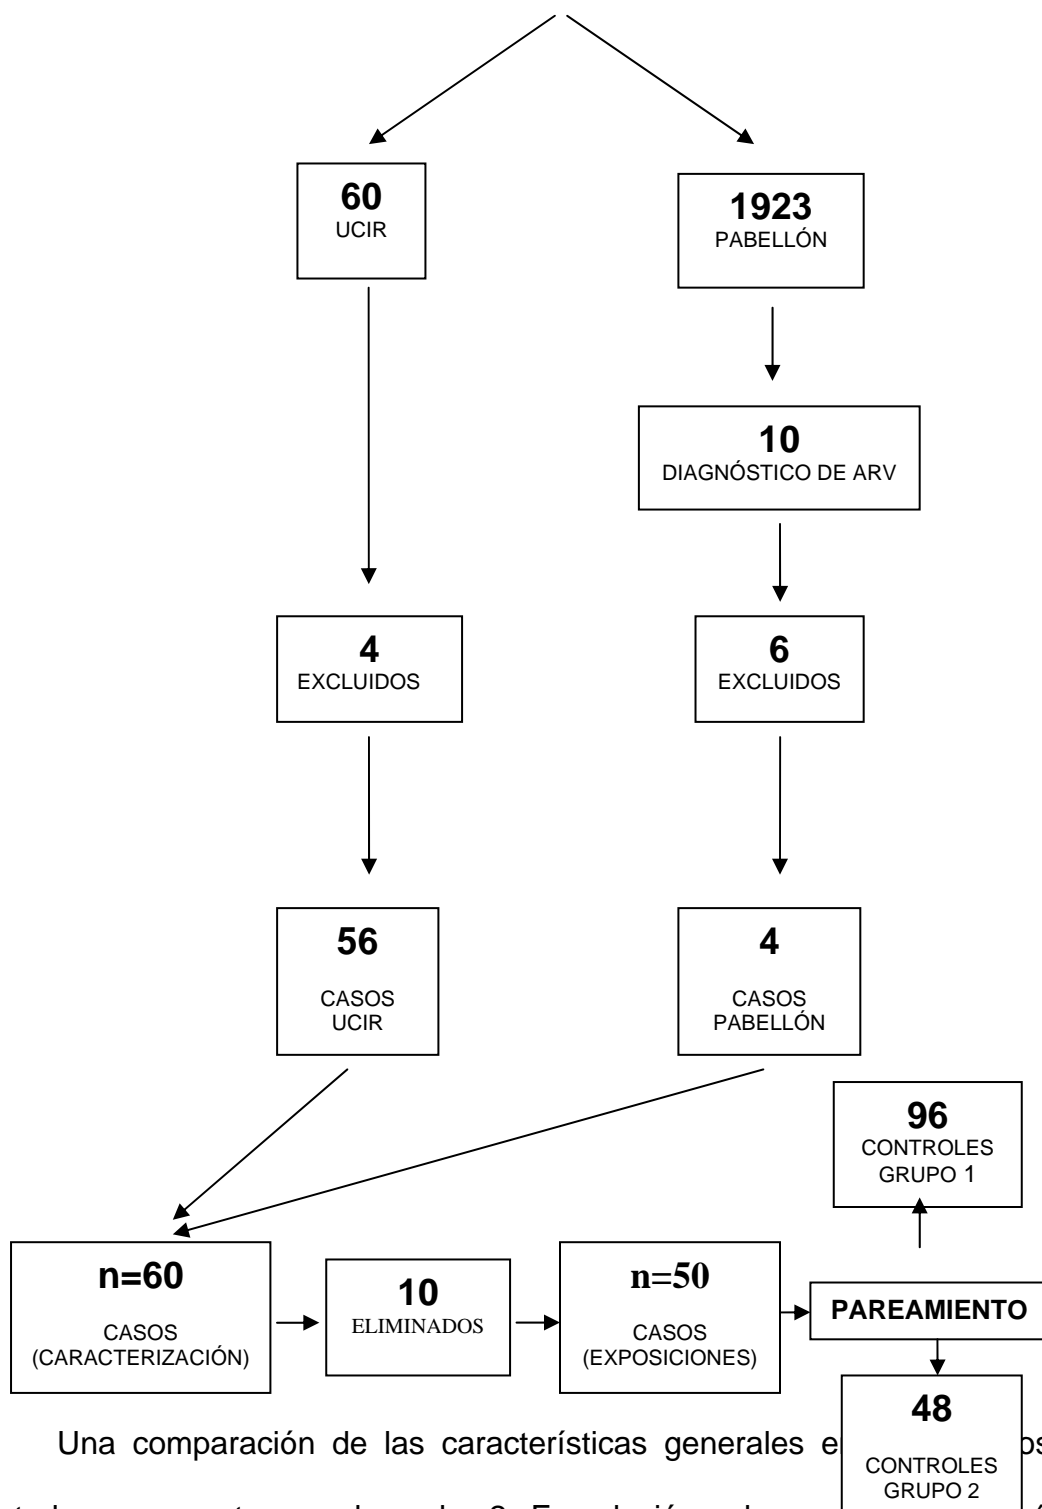 60
UCIR
1923
PABELLÓN
10
DIAGNÓSTICO DE ARV
4
EXCLUIDOS
6
EXCLUIDOS
56
CASOS
UCIR
4
CASOS
PABELLÓN
96
CONTROLES
GRUPO 1
n=60
CASOS
(CARACTERIZACIÓN)
10
ELIMINADOS
n=50
CASOS
(EXPOSICIONES)
PAREAMIENTO
48
CONTROLES
GRUPO 2
Una comparación de las características generales